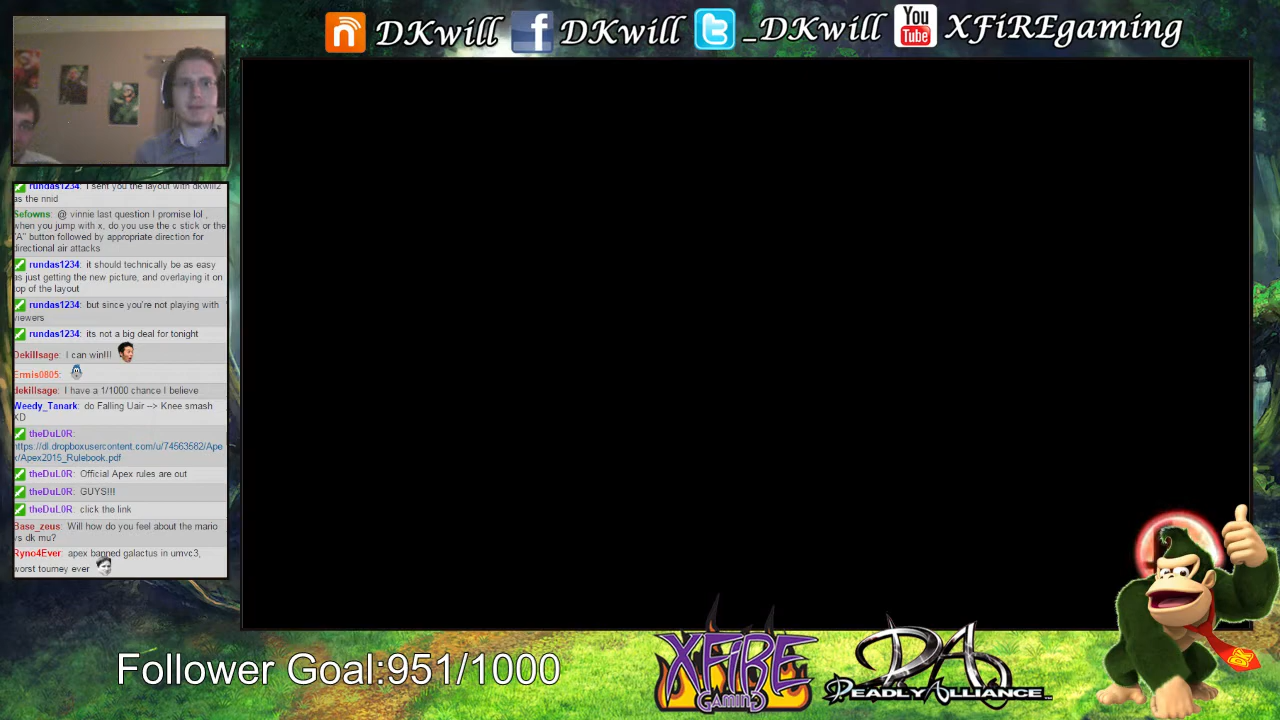 DKwill DKwill _DKwill You Tube XFiREgaming
rundas1234: I sent you the layout with dkwill2
as the nnid
Sefowns: @ vinnie last question I promise lol ,
when you jump with x, do you use the c stick or the
"A" button followed by appropriate direction for
directional air attacks
rundas1234: it should technically be as easy
as just getting the new picture, and overlaying it on
top of the layout
rundas1234: but since you're not playing with
viewers
rundas1234: its not a big deal for tonight
Dekillsage: I can win!!!
Ermis0805:
dekillsage: I have a 1/1000 chance I believe
Weedy_Tanark: do Falling Uair --> Knee smash
XD
theDuL0R:
https://dl.dropboxusercontent.com/u/74563582/Ape
x/Apex2015_Rulebook.pdf
theDuL0R: Official Apex rules are out
theDuL0R: GUYS!!!
theDuL0R: click the link
Base_zeus: Will how do you feel about the mario
vs dk mu?
Ryno4Ever: apex banned galactus in umvc3,
worst tourney ever
Follower Goal:951/1000
XFiRE
GAMiNG
DA
DEADLYALLIANCE